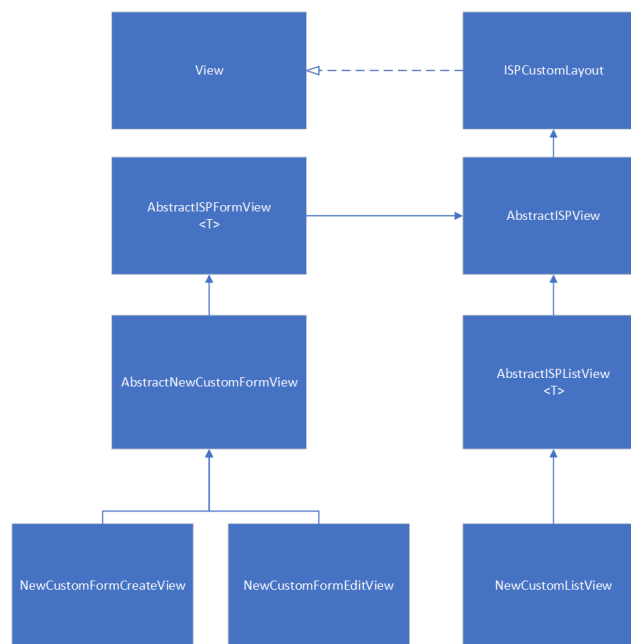 View
ISPCustomLayout
AbstractISPFormView
<T>
AbstractISPView
AbstractNewCustomFormView
AbstractISPListView
<T>
NewCustomFormCreateView
NewCustomFormEditView
NewCustomListView